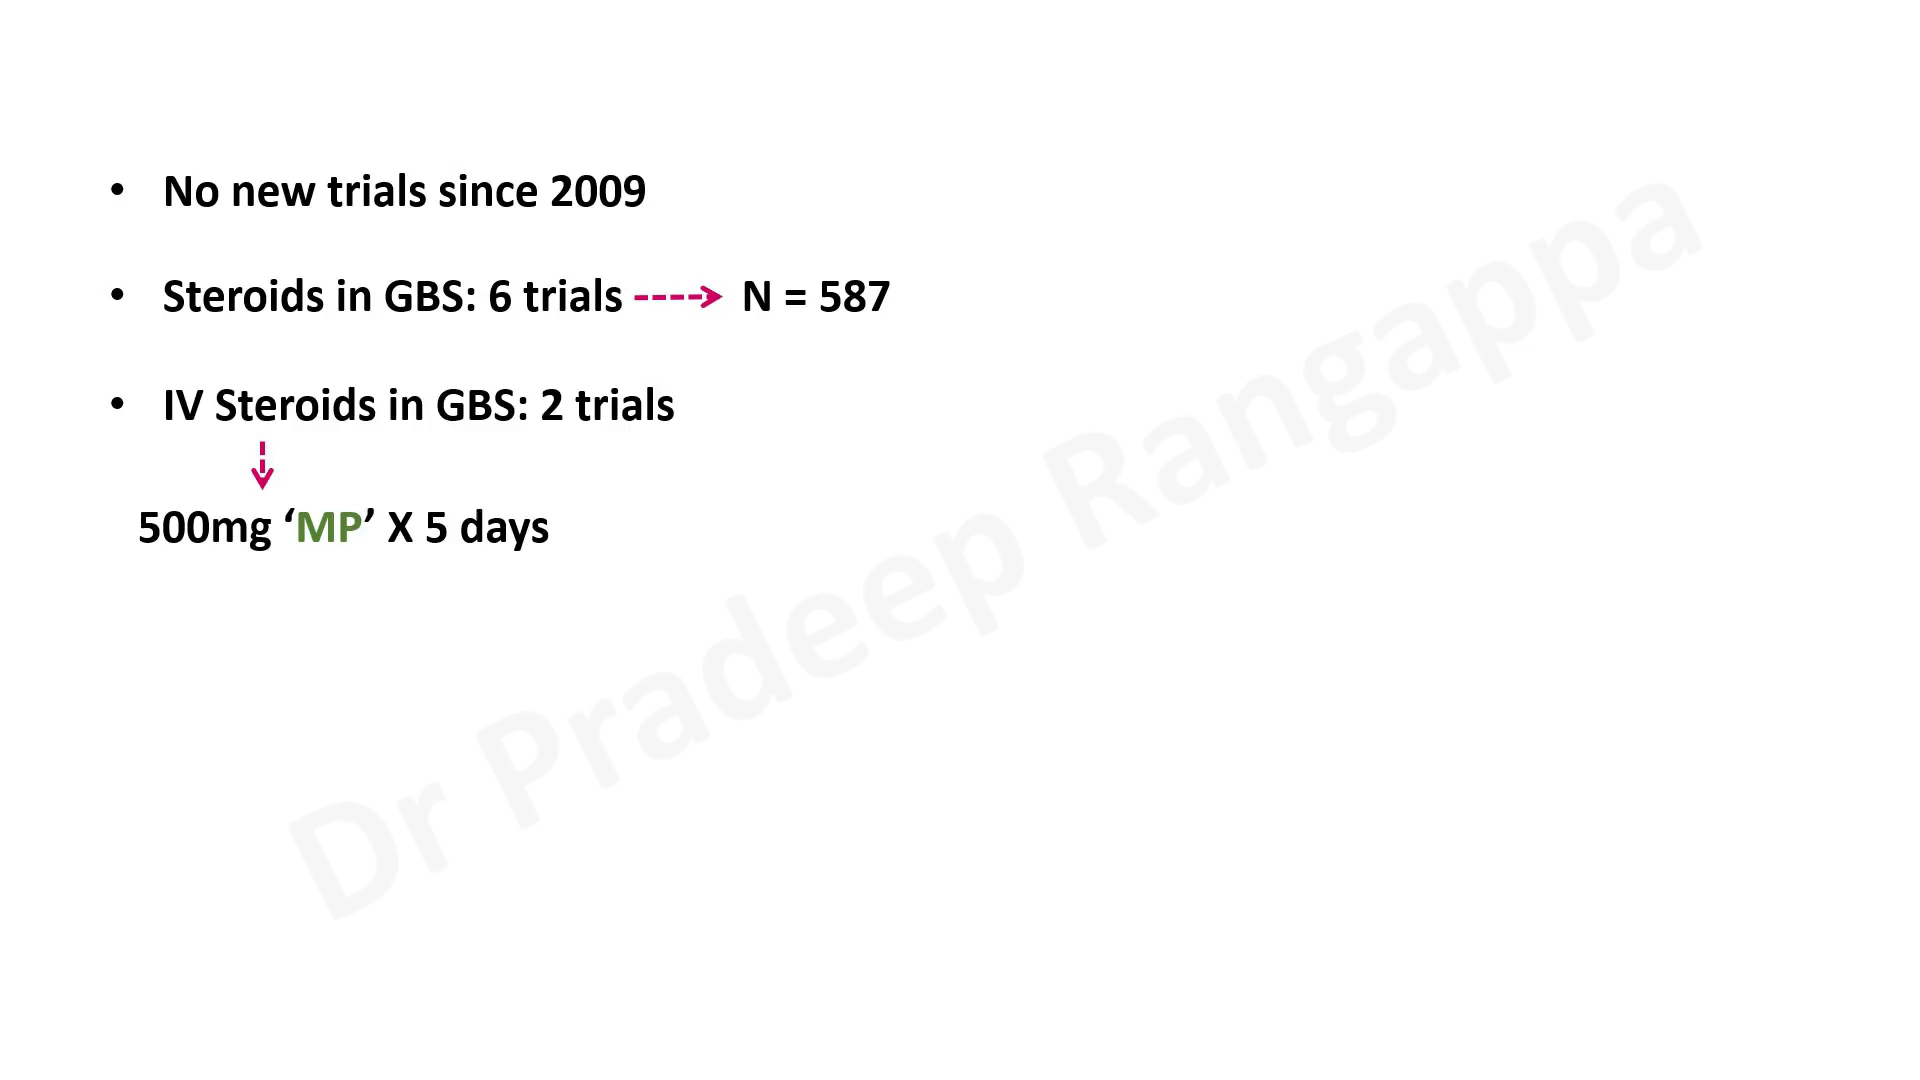 • No new trials since 2009
• Steroids in GBS: 6 trials N = 587
• IV Steroids in GBS: 2 trials
500mg ‘MP’ X 5 days
Dr Pradeep Rangappa